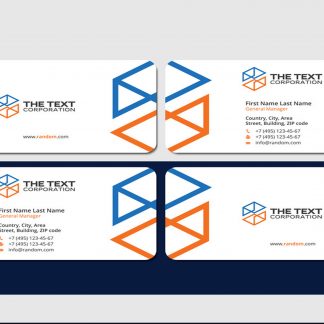 THE TEXT
CORPORATION
www.random.com
THE TEXT
CORPORATION
First Name Last Name
General Manager
Country, City, Area
Street, Building, ZIP code
+7 (495) 123-45-67
+7 (495) 123-45-67
info@random.com
THE TEXT
CORPORATION
First Name Last Name
General Manager
Country, City, Area
Street, Building, ZIP code
+7 (495) 123-45-67
+7 (495) 123-45-67
info@random.com
THE TEXT
CORPORATION
www.random.com